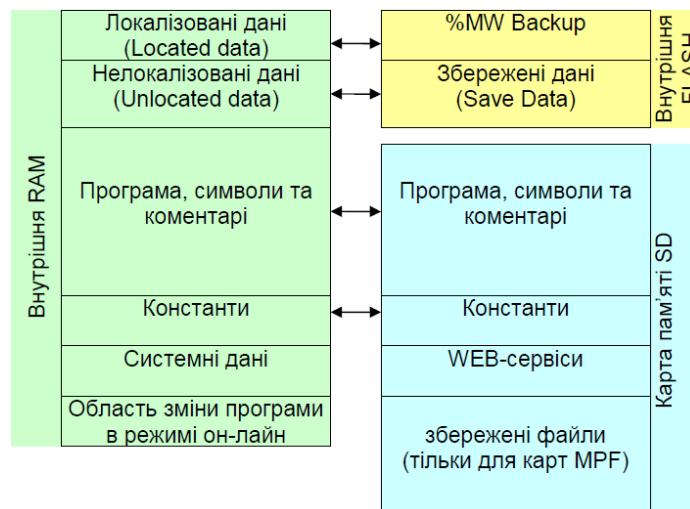 Внутрішня RAM
Локалізовані дані
(Located data)
Нелокалізовані дані
(Unlocated data)
Програма, символи та
коментарі
Константи
Системні дані
Область зміни програми
в режимі он-лайн
%MW Backup
Збережені дані
(Save Data)
Внутрішня
FLASH
Програма, символи та
коментарі
Константи
WEB-сервіси
збережені файли
(тільки для карт MPF)
Карта пам’яті SD